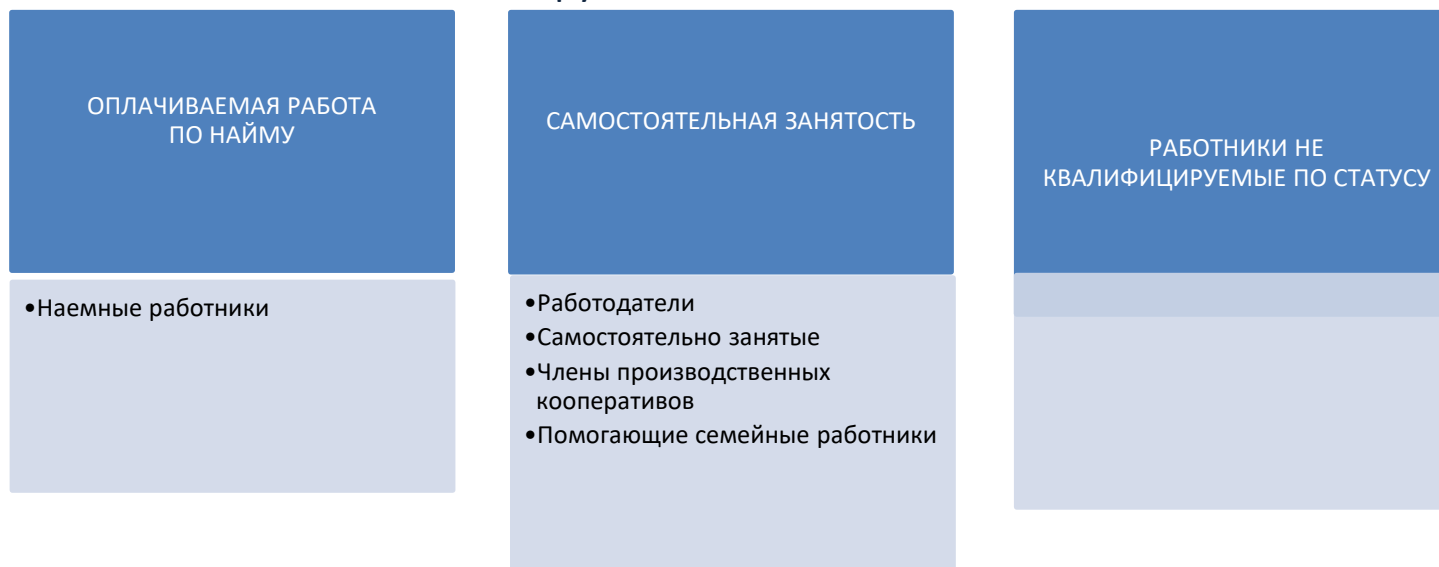 ОПЛАЧИВАЕМАЯ РАБОТА
ПО НАЙМУ
•Наемные работники
САМОСТОЯТЕЛЬНАЯ ЗАНЯТОСТЬ
•Работодатели
•Самостоятельно занятые
•Члены производственных
кооперативов
•Помогающие семейные работники
РАБОТНИКИ НЕ
КВАЛИФИЦИРУЕМЫЕ ПО СТАТУСУ